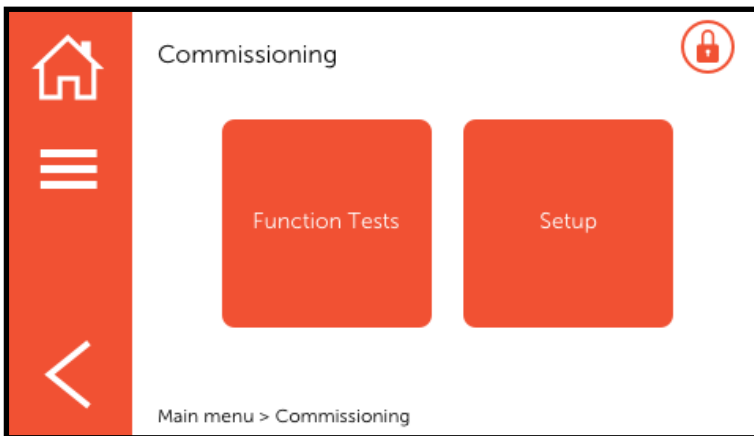 Commissioning
Function Tests
Setup
Main menu > Commissioning